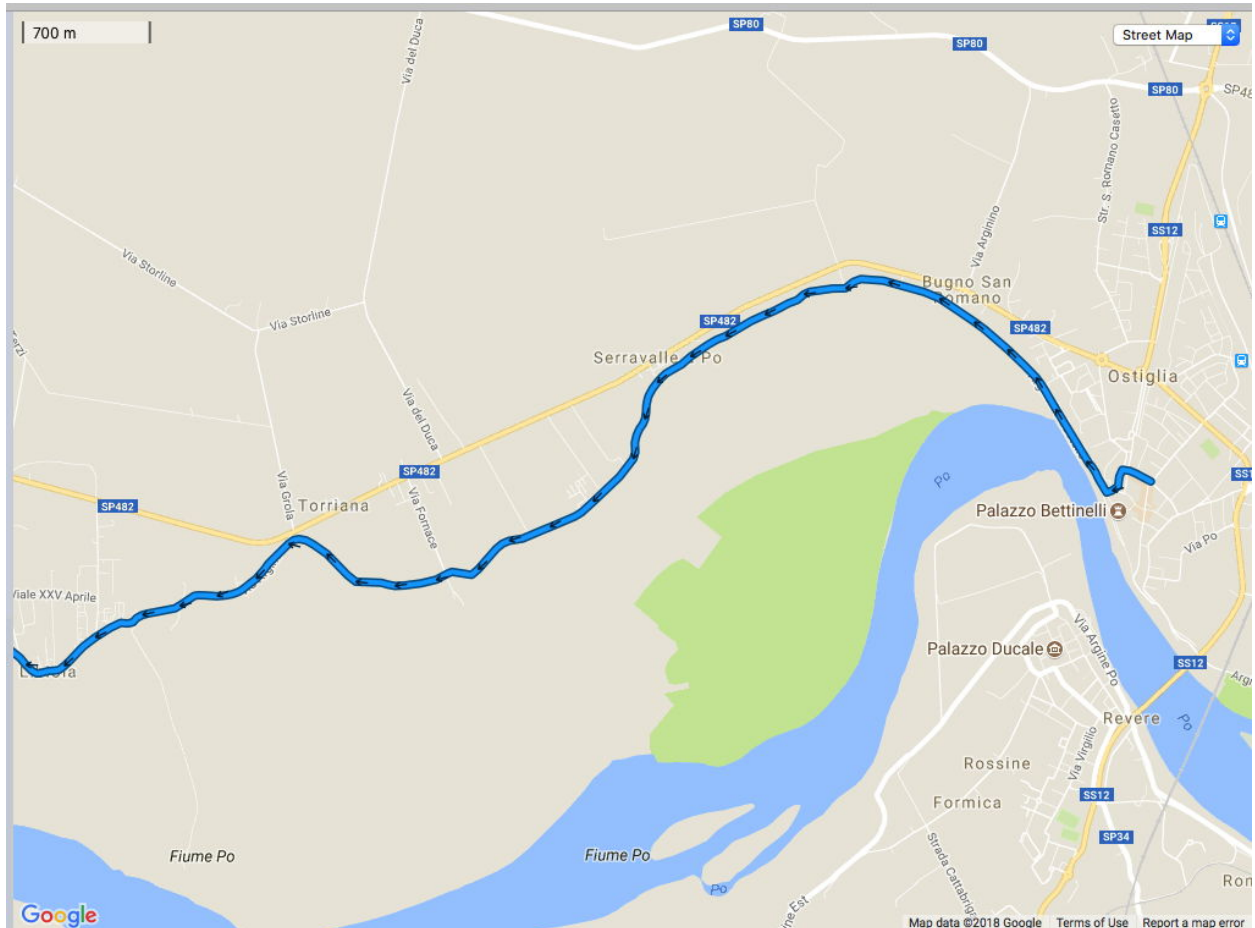 700 m
Street Map
Via del Duca
SP80
SP80
SP80
SP48
Str. S. Romano Casetto
SS12
Via Arginino
Via Storline
Via Storline
Bugno San
SP482
SP482
Serravalle Po
Ostiglia
Via del Duca
SP482
Torriana
Via Grola
SP482
Via Fornace
Po
Palazzo Bettinelli
Via Po
Viale XXV Aprile
Palazzo Ducale
Via Argine Po
SS12
Revere
Po
Via Virgilio
Rossine
Formica
SS12
SP34
Fiume Po
Fiume Po
Po
Google
Map data ©2018 Google
Terms of Use
Report a map error